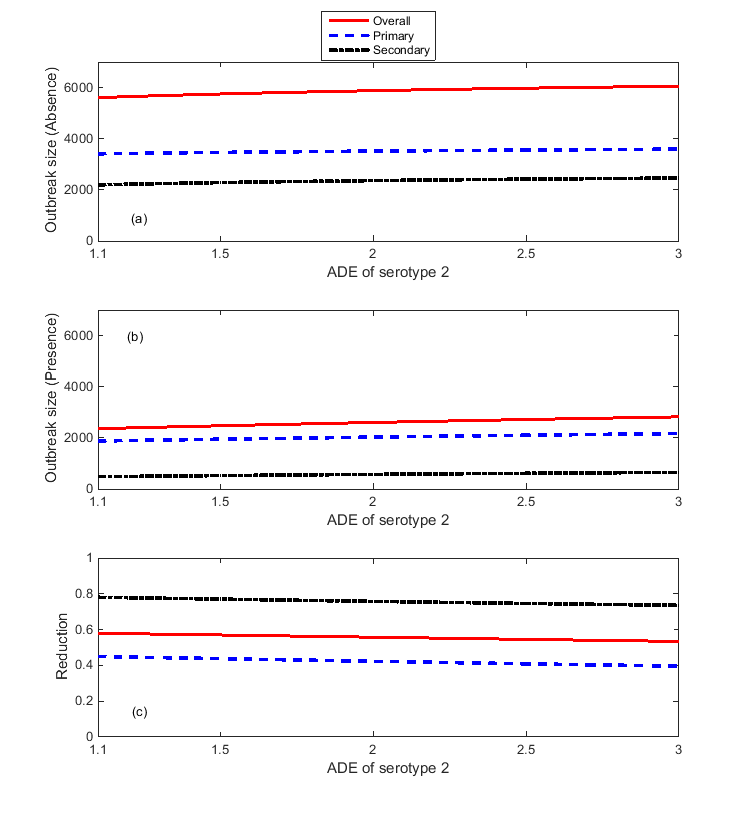 Overall
Primary
Secondary
Outbreak size (Absence)
6000
4000
2000
0
(a)
1.1 1.5 2 2.5 3
ADE of serotype 2
Outbreak size (Presence)
6000
4000
2000
0
(b)
1.1 1.5 2 2.5 3
ADE of serotype 2
Reduction
1
0.8
0.6
0.4
0.2
0
(c)
1.1 1.5 2 2.5 3
ADE of serotype 2